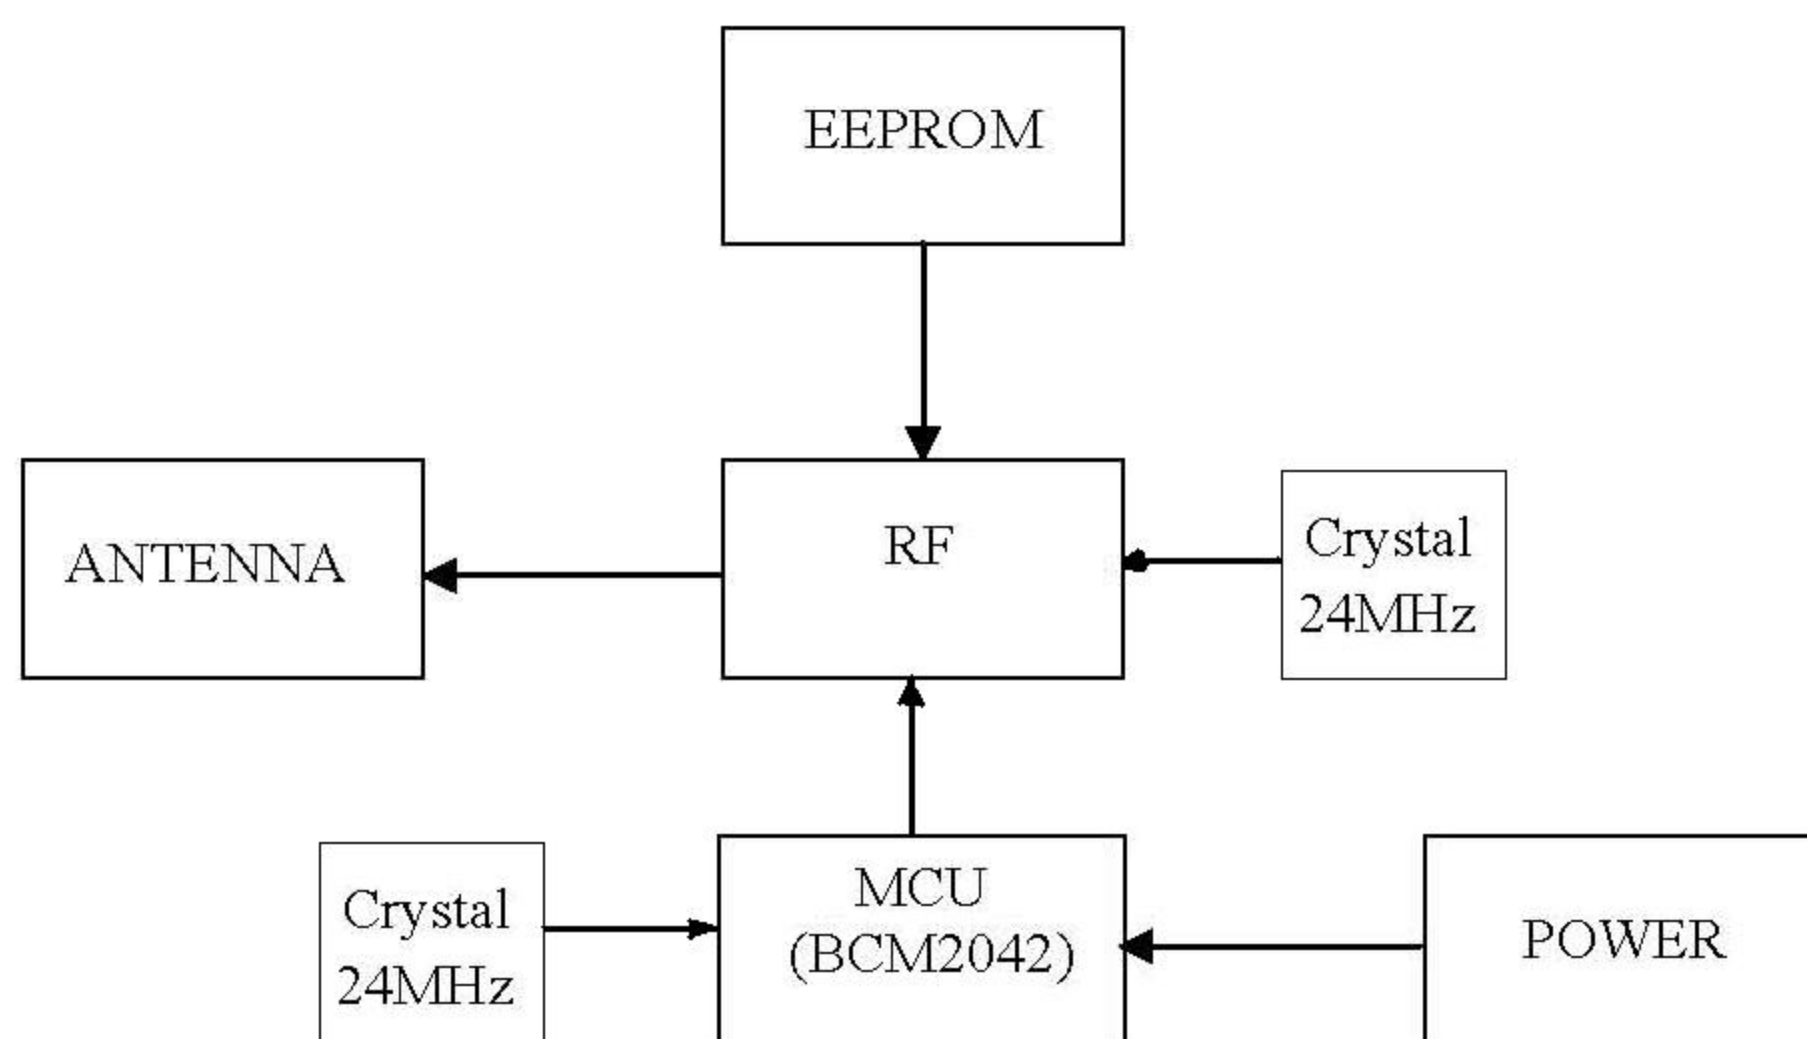 EEPROM
ANTENNA
RF
Crystal
24MHz
Crystal
24MHz
MCU
(BCM2042)
POWER